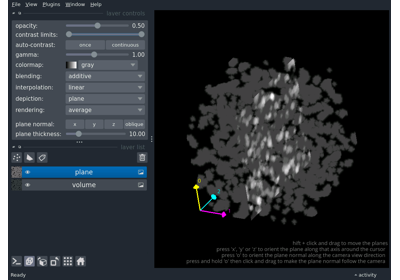 File View Plugins Window Help
layer controls
opacity: 0.50
contrast limits:
auto-contrast: once continuous
gamma: 1.00
colormap: gray
blending: additive
interpolation: linear
depiction: plane
rendering: average
plane normal: x y z oblique
plane thickness: 10.00
layer list
plane
volume
shift + click and drag to move the planes
press 'x', 'y' or 'z' to orient the plane along that axis around the cursor
press 'o' to orient the plane normal along the camera view direction
press and hold 'o' then click and drag to make the plane normal follow the camera
Ready
activity